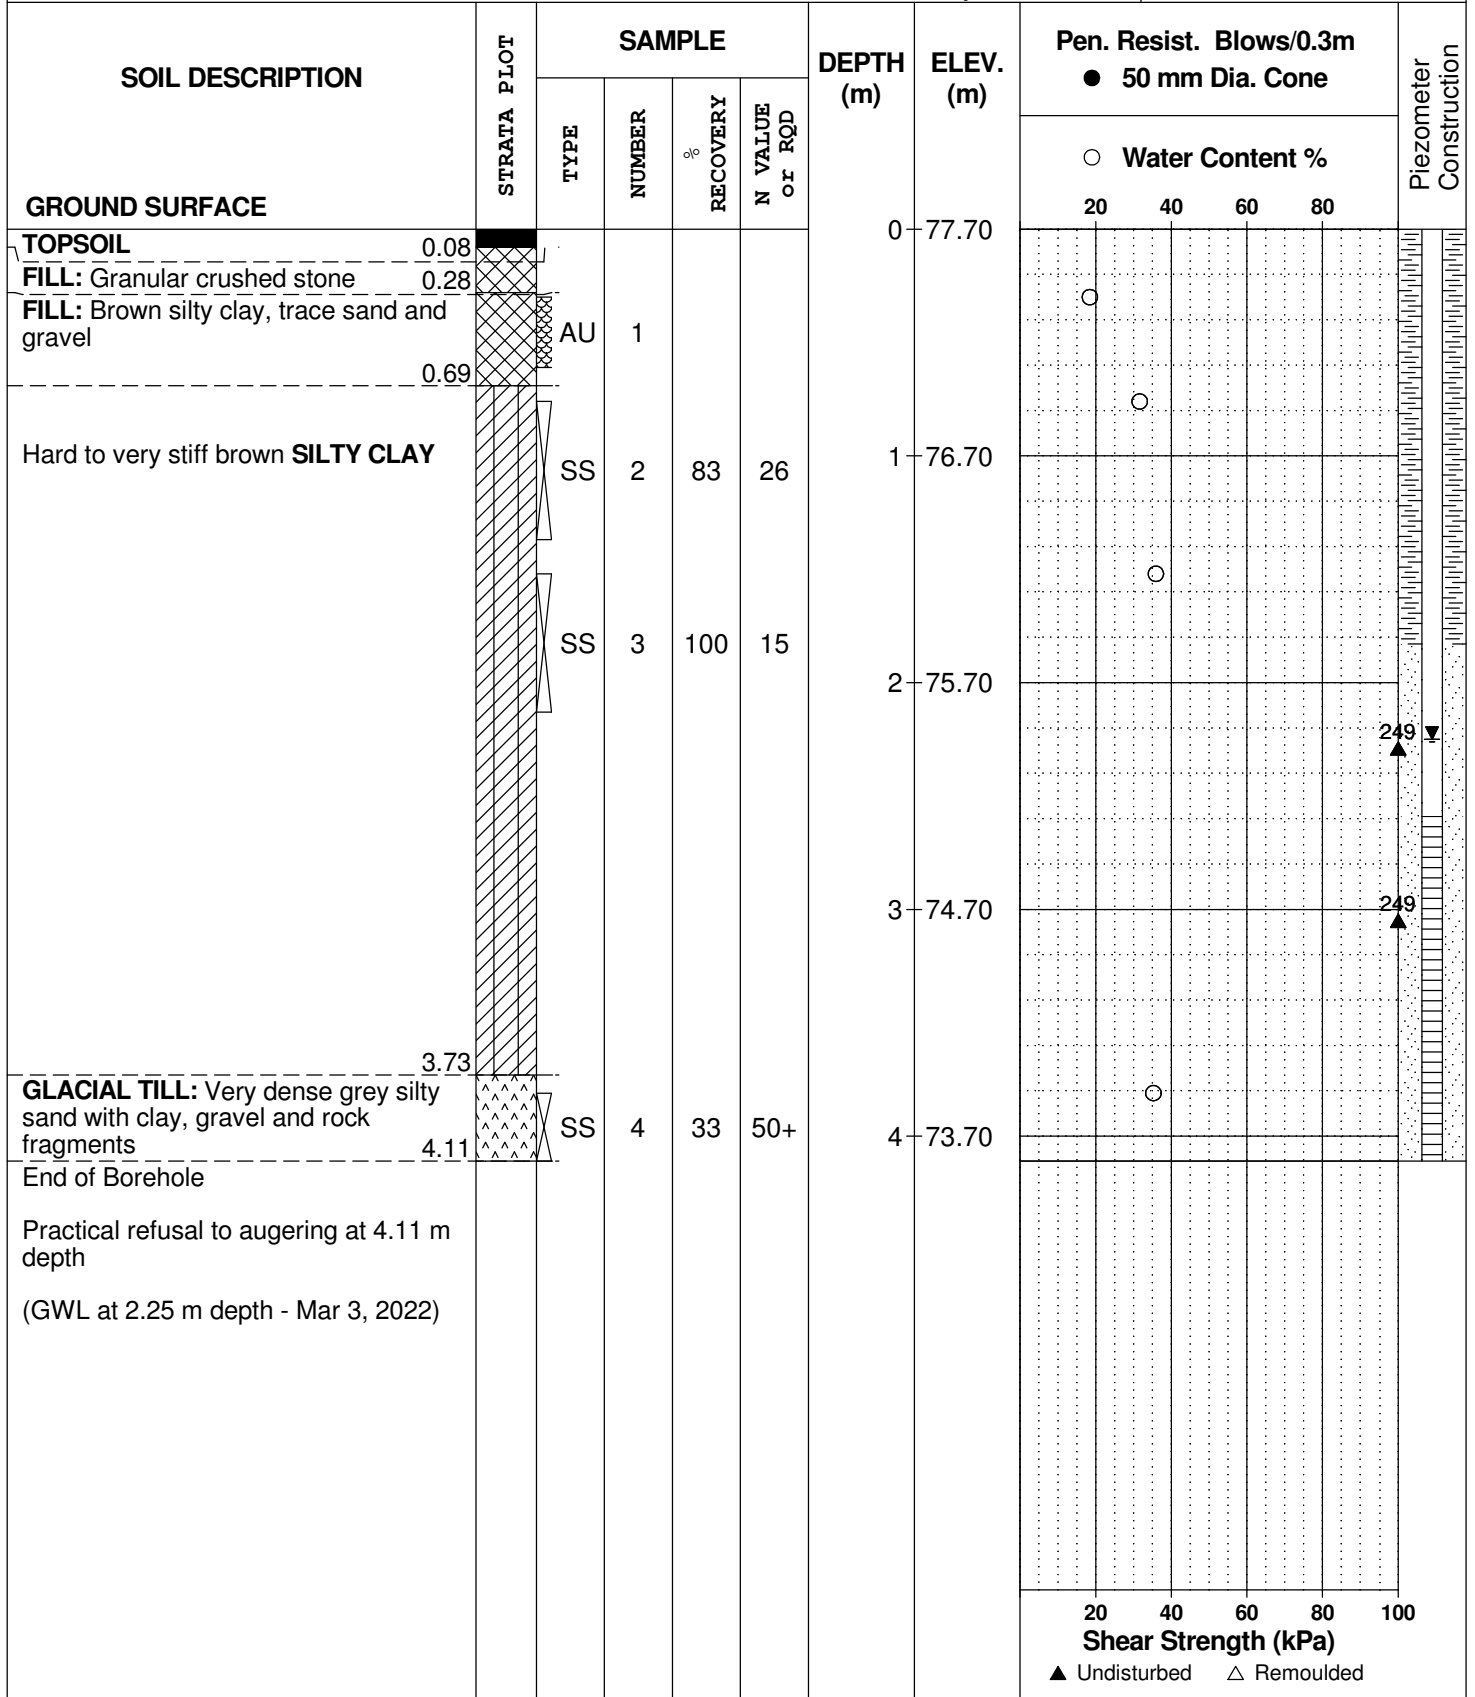 SOIL DESCRIPTION
STRATA PLOT
SAMPLE
TYPE
NUMBER
% RECOVERY
N VALUE or RQD
DEPTH (m)
ELEV. (m)
Pen. Resist. Blows/0.3m
● 50 mm Dia. Cone
○ Water Content %
Piezometer Construction
20 40 60 80
GROUND SURFACE
0 77.70
TOPSOIL 0.08
FILL: Granular crushed stone 0.28
FILL: Brown silty clay, trace sand and
gravel
AU 1
0.69
Hard to very stiff brown SILTY CLAY
1 76.70
SS 2 83 26
SS 3 100 15
2 75.70
249
249
3 74.70
3.73
GLACIAL TILL: Very dense grey silty
sand with clay, gravel and rock
fragments 4.11
SS 4 33 50+
4 73.70
End of Borehole
Practical refusal to augering at 4.11 m
depth
(GWL at 2.25 m depth - Mar 3, 2022)
20 40 60 80 100
Shear Strength (kPa)
▲ Undisturbed △ Remoulded